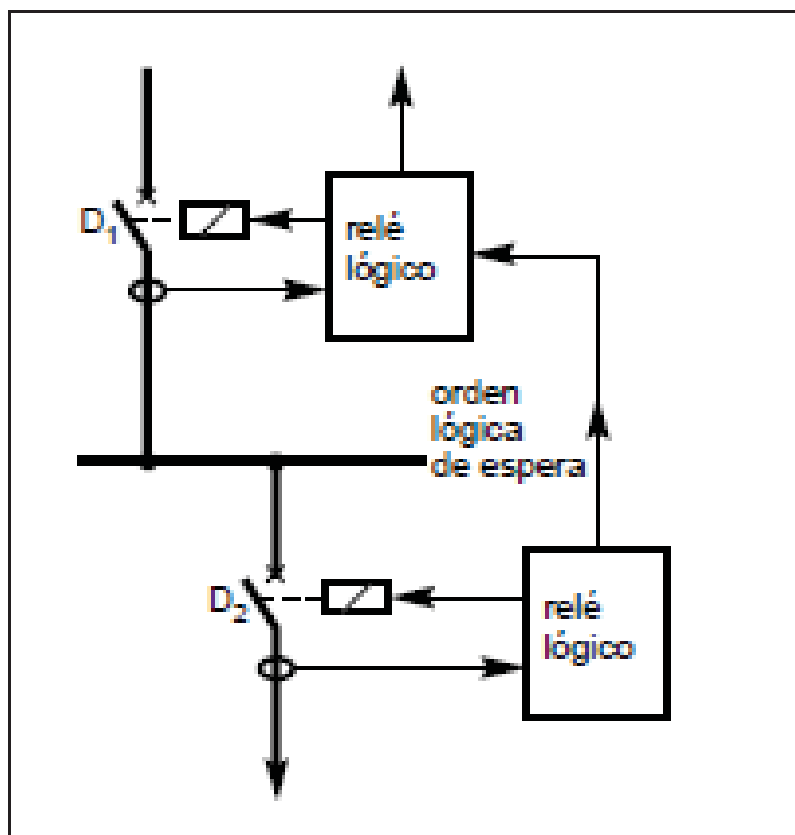 D1
relé
lógico
orden
lógica
de espera
D2
relé
lógico